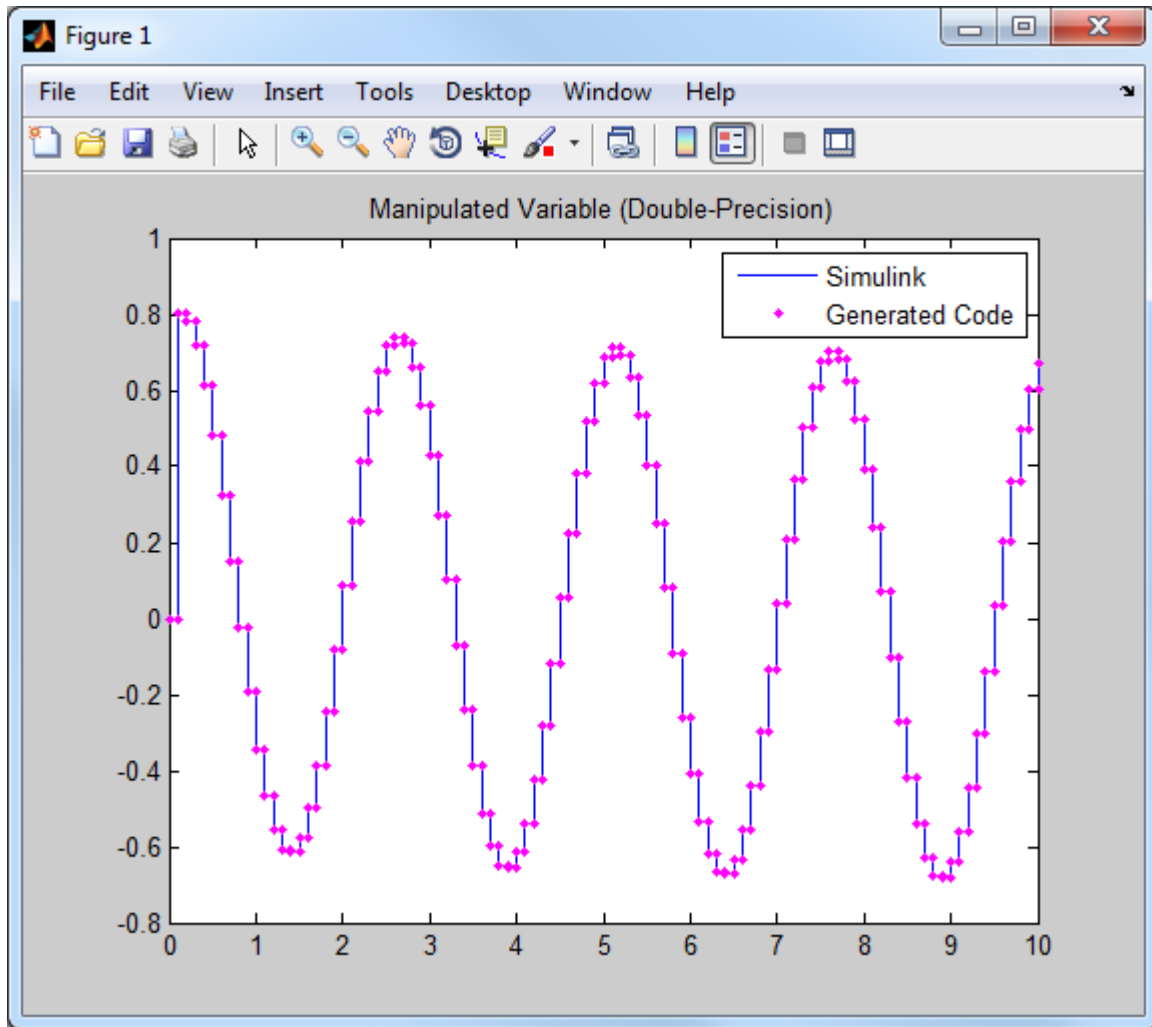 Figure 1
File Edit View Insert Tools Desktop Window Help
Manipulated Variable (Double-Precision)
Simulink
Generated Code
1
0.8
0.6
0.4
0.2
0
-0.2
-0.4
-0.6
-0.8
0 1 2 3 4 5 6 7 8 9 10